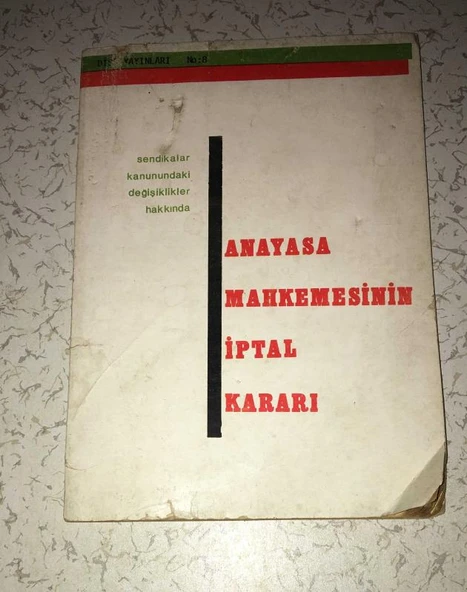 YAYINLARI No:8
sendikalar
kanunundaki
değişiklikler
hakkında
ANAYASA
MAHKEMESİNİN
İPTAL
KARARI